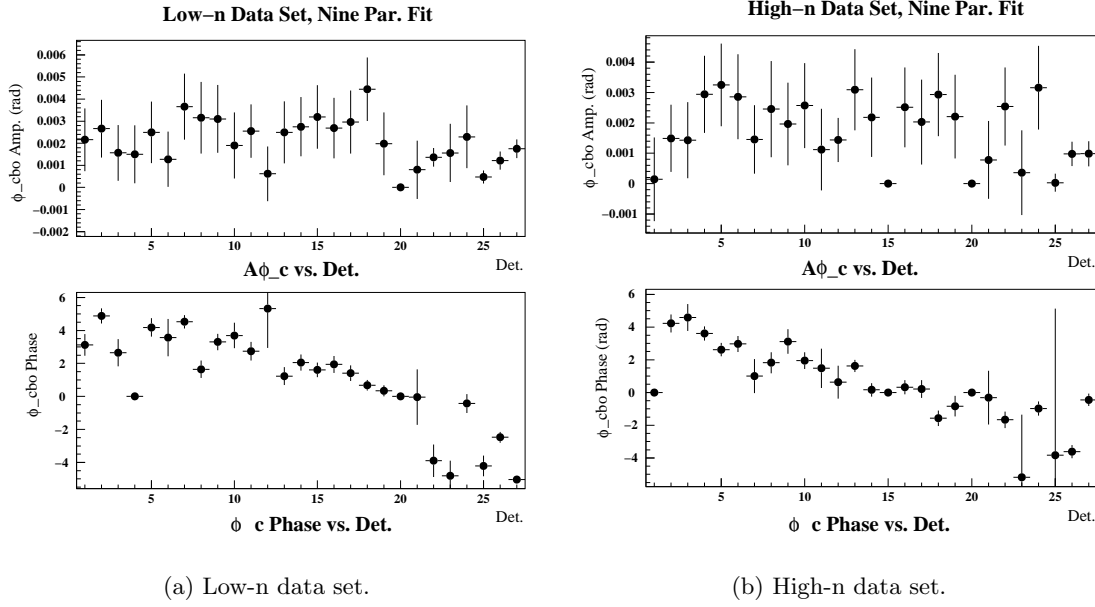 Low−n Data Set, Nine Par. Fit
ϕ_cbo Amp. (rad)
0.006
0.005
0.004
0.003
0.002
0.001
0
−0.001
−0.002
5 10 15 20 25
Det.
Aϕ_c vs. Det.
ϕ_cbo Phase
6
4
2
0
−2
−4
5 10 15 20 25
Det.
ϕ c Phase vs. Det.
(a) Low-n data set.
High−n Data Set, Nine Par. Fit
ϕ_cbo Amp. (rad)
0.004
0.003
0.002
0.001
0
−0.001
5 10 15 20 25
Det.
Aϕ_c vs. Det.
ϕ_cbo Phase (rad)
6
4
2
0
−2
−4
5 10 15 20 25
Det.
ϕ c Phase vs. Det.
(b) High-n data set.